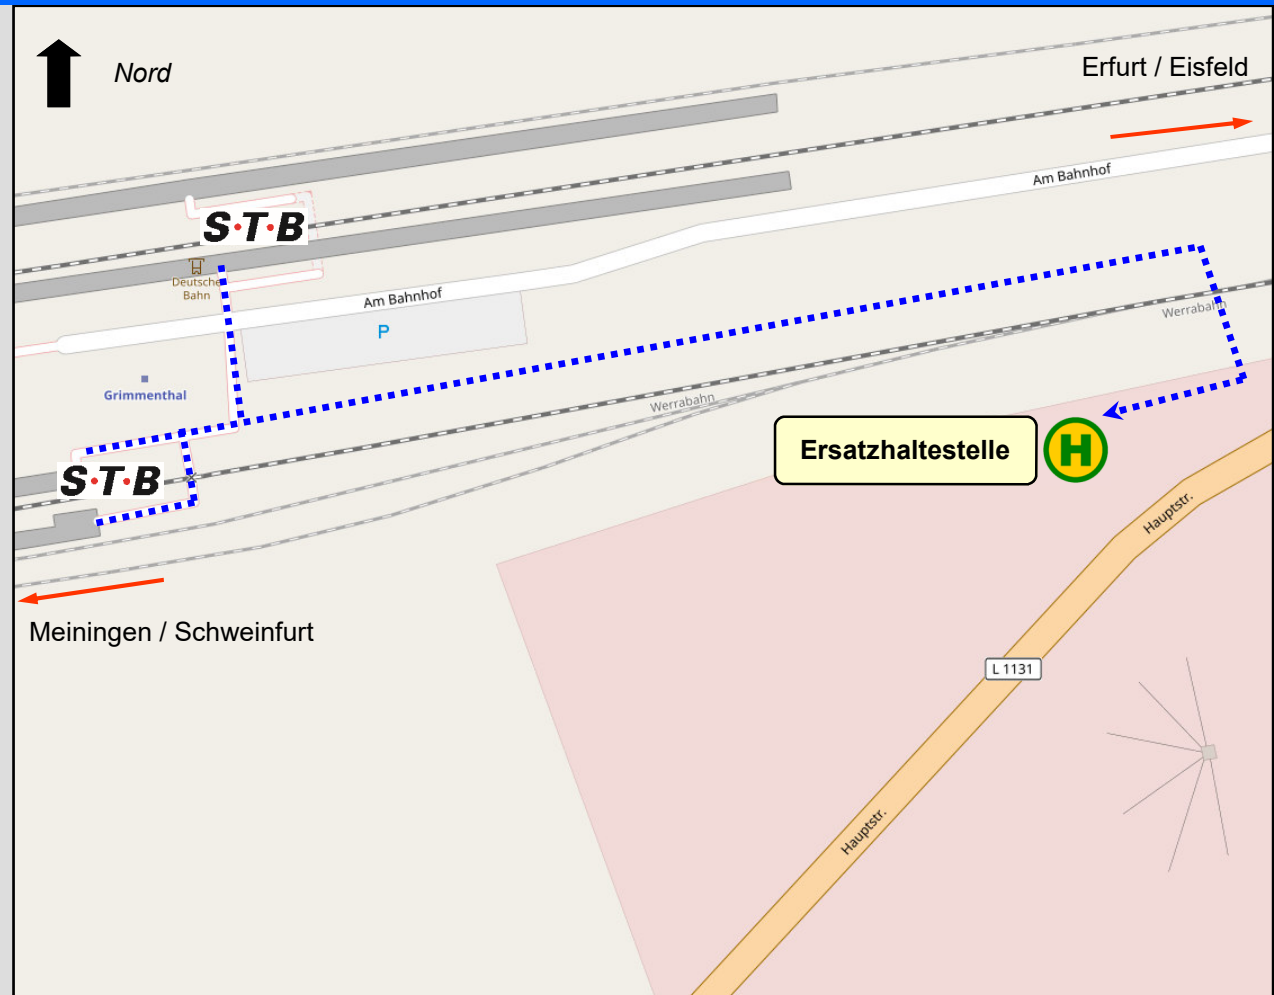 Nord
Erfurt / Eisfeld
Am Bahnhof
S·T·B
Deutsche
Bahn
Am Bahnhof
P
Werrabahn
Grimmenthal
Werrabahn
Ersatzhaltestelle
H
S·T·B
Hauptstr.
Meiningen / Schweinfurt
L 1131
Hauptstr.